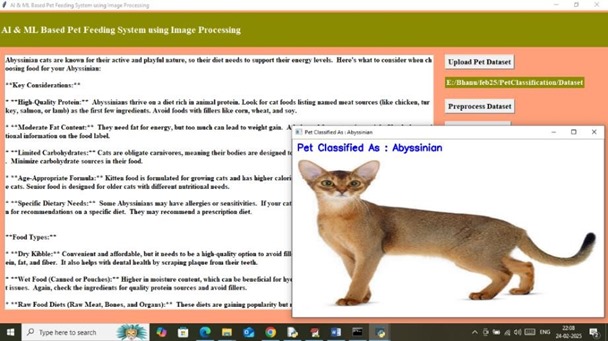 AI & ML Based Pet Feeding System using Image Processing
AI & ML Based Pet Feeding System using Image Processing
Abyssinian cats are known for their active and playful nature, so their diet needs to support their energy levels. Here's what to consider when ch
oosing food for your Abyssinian:
* **Key Considerations:**
* **High-Quality Protein:** Abyssinians thrive on a diet rich in animal protein. Look for cat foods listing named meat sources (like chicken, tur
key, salmon, or lamb) as the first few ingredients. Avoid foods with fillers like corn, wheat, and soy.
* **Moderate Fat Content:** They need fat for energy, but too much can lead to weight gain.
tional information on the food label.
* **Limited Carbohydrates:** Cats are obligate carnivores, meaning their bodies are designed to
. Minimize carbohydrate sources in their food.
* **Age-Appropriate Formula:** Kitten food is formulated for growing cats and has higher calorie
e cats. Senior food is designed for older cats with different nutritional needs.
* **Specific Dietary Needs:** Some Abyssinians may have allergies or sensitivities. If your cat
n for recommendations on a specific diet. They may recommend a prescription diet.
**Food Types:**
* **Dry Kibble:** Convenient and affordable, but it needs to be a high-quality option to avoid fill
ein, fat, and fiber. It also helps with dental health by scraping plaque from their teeth.
* **Wet Food (Canned or Pouches):** Higher in moisture content, which can be beneficial for hy
t issues. Again, check the ingredients for quality protein sources and avoid fillers.
* **Raw Food Diets (Raw Meat, Bones, and Organs):** These diets are gaining popularity but
Upload Pet Dataset
E:/Bhanu/feb25/PetClassification/Dataset
Preprocess Dataset
Pet Classified As : Abyssinian
Pet Classified As : Abyssinian
Type here to search
ENG
22:08
24-02-2025